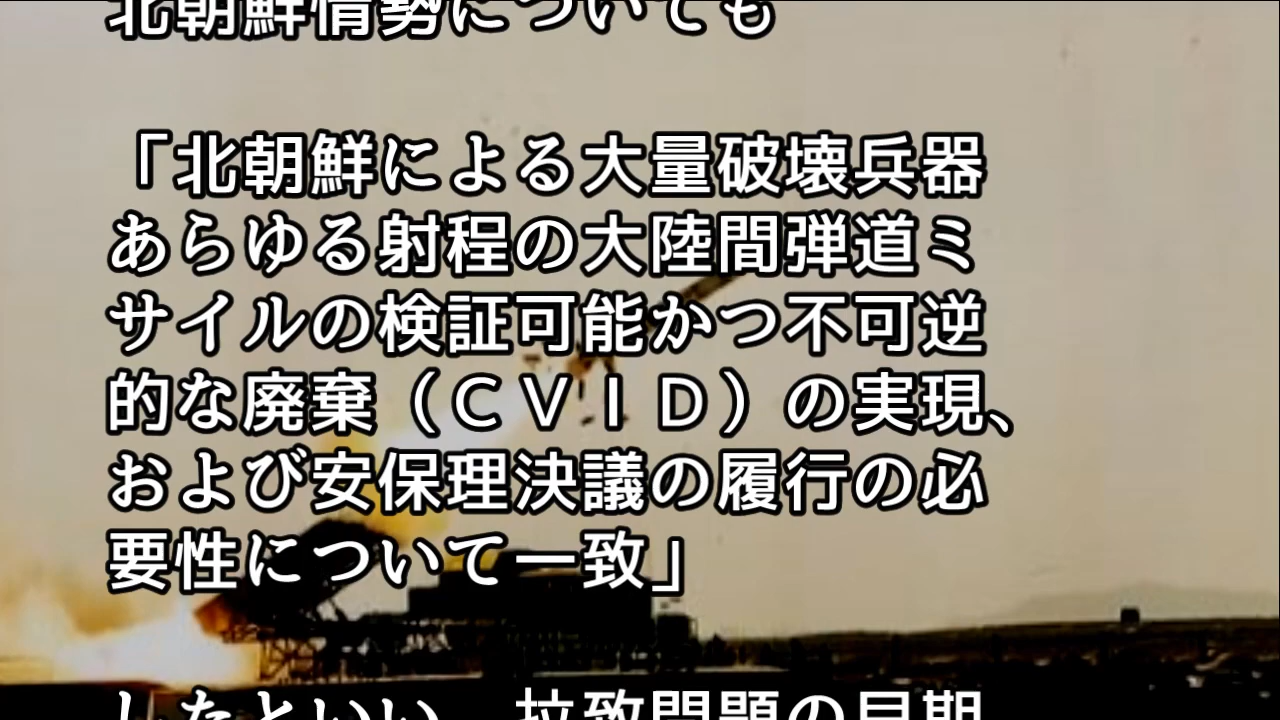 北朝鮮情勢についても
「北朝鮮による大量破壊兵器
あらゆる射程の大陸間弾道ミ
サイルの検証可能かつ不可逆
的な廃棄（ＣＶＩＤ）の実現、
および安保理決議の履行の必
要性について一致」
したといい、拉致問題の早期